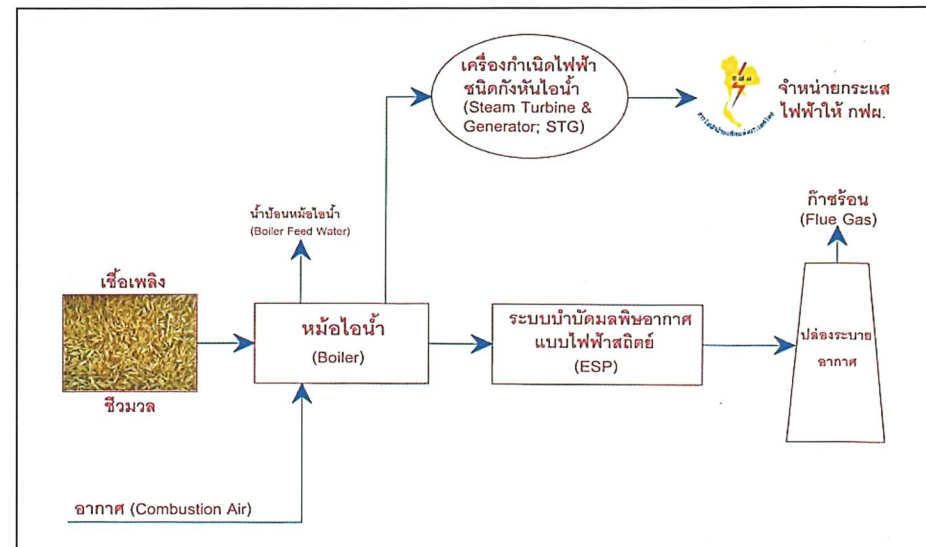 เครื่องกำเนิดไฟฟ้า
ชนิดกังหันไอน้ำ
(Steam Turbine &
Generator; STG)
จำหน่ายกระแส
ไฟฟ้าให้ กฟผ.
ก๊าซร้อน
(Flue Gas)
น้ำป้อนหม้อไอน้ำ
(Boiler Feed Water)
เชื้อเพลิง
ชีวมวล
หม้อไอน้ำ
(Boiler)
ระบบบำบัดมลพิษอากาศ
แบบไฟฟ้าสถิตย์
(ESP)
ปล่องระบาย
อากาศ
อากาศ (Combustion Air)